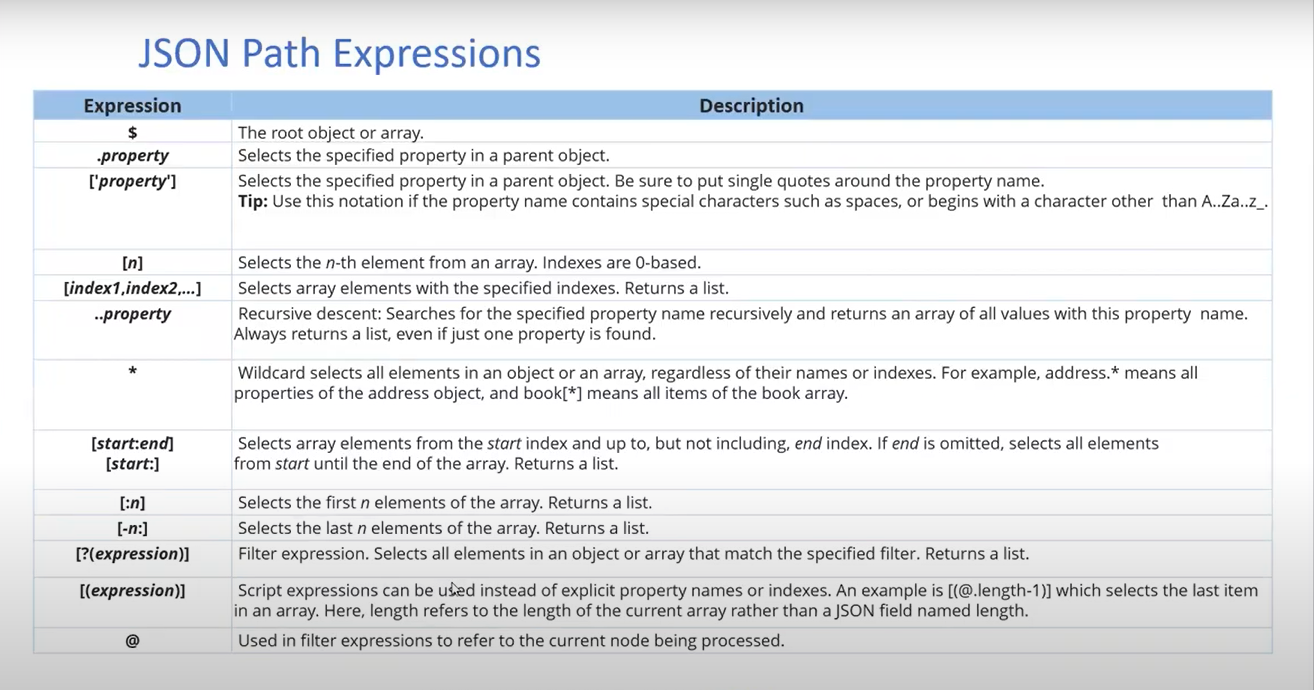 JSON Path Expressions
Expression Description
$ The root object or array.
.property Selects the specified property in a parent object.
['property'] Selects the specified property in a parent object. Be sure to put single quotes around the property name.
Tip: Use this notation if the property name contains special characters such as spaces, or begins with a character other than A..Za..z_.
[n] Selects the n-th element from an array. Indexes are 0-based.
[index1,index2,...] Selects array elements with the specified indexes. Returns a list.
..property Recursive descent: Searches for the specified property name recursively and returns an array of all values with this property name.
Always returns a list, even if just one property is found.
* Wildcard selects all elements in an object or an array, regardless of their names or indexes. For example, address.* means all
properties of the address object, and book[*] means all items of the book array.
[start:end] Selects array elements from the start index and up to, but not including, end index. If end is omitted, selects all elements
[start:] from start until the end of the array. Returns a list.
[:n] Selects the first n elements of the array. Returns a list.
[-n:] Selects the last n elements of the array. Returns a list.
[?(expression)] Filter expression. Selects all elements in an object or array that match the specified filter. Returns a list.
[(expression)] Script expressions can be used instead of explicit property names or indexes. An example is [(@.length-1)] which selects the last item
in an array. Here, length refers to the length of the current array rather than a JSON field named length.
@ Used in filter expressions to refer to the current node being processed.